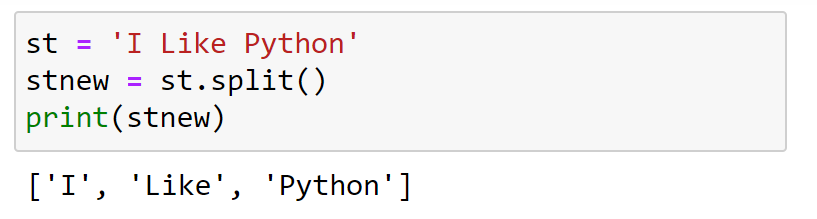 st = 'I Like Python'
stnew = st.split()
print(stnew)
['I', 'Like', 'Python']